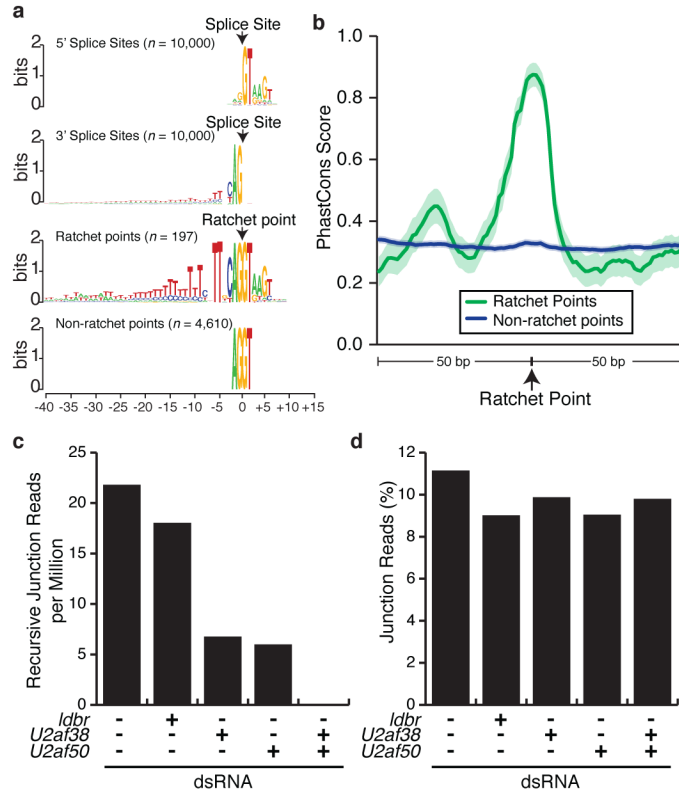 a
Splice Site
5' Splice Sites (n = 10,000)
2
1
0
bits
Splice Site
3' Splice Sites (n = 10,000)
2
1
0
bits
Ratchet point
Ratchet points (n = 197)
2
1
0
bits
Non-ratchet points (n = 4,610)
2
1
0
bits
AGGT
-40 -35 -30 -25 -20 -15 -10 -5 0 +5 +10 +15
b
1.0
0.8
0.6
0.4
0.2
0.0
PhastCons Score
Ratchet Points
Non-ratchet points
50 bp 50 bp
Ratchet Point
c
25
20
15
10
5
0
Recursive Junction Reads
per Million
ldbr - + - - -
U2af38 - - + - +
U2af50 - - - + +
dsRNA
d
12
10
8
6
4
2
0
Junction Reads (%)
ldbr - + - - -
U2af38 - - + - +
U2af50 - - - + +
dsRNA